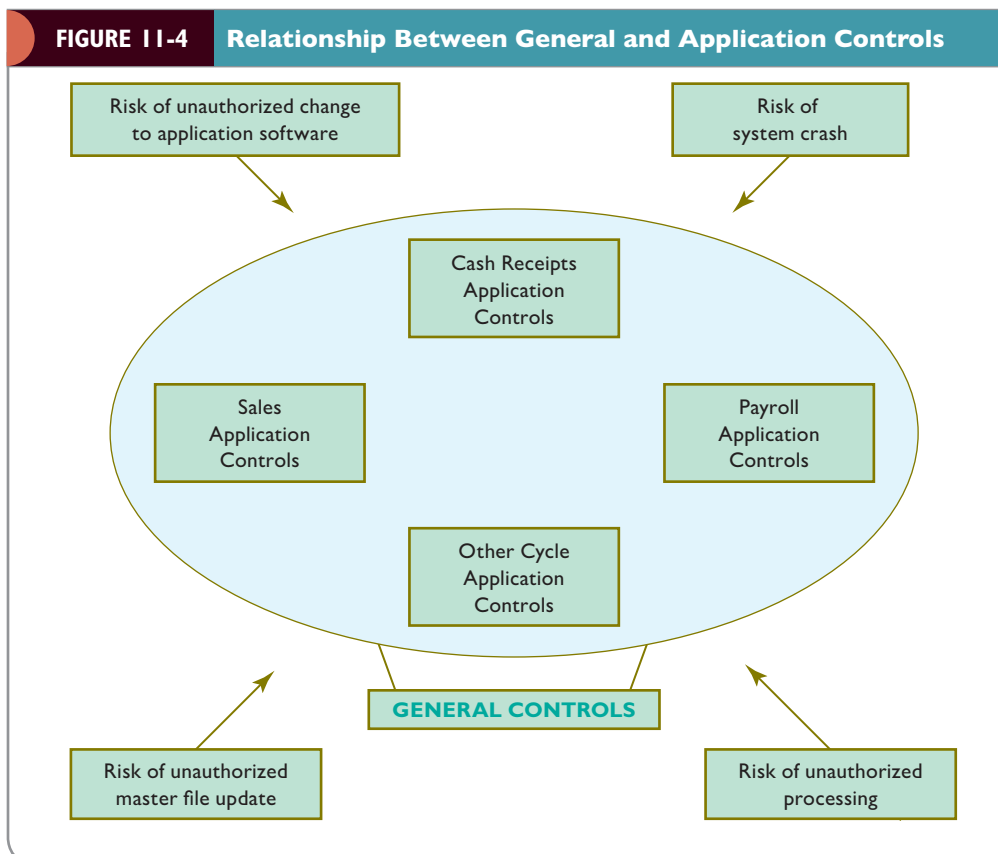 FIGURE 11-4 Relationship Between General and Application Controls
Risk of unauthorized change
to application software
Risk of
system crash
Cash Receipts
Application
Controls
Sales
Application
Controls
Payroll
Application
Controls
Other Cycle
Application
Controls
GENERAL CONTROLS
Risk of unauthorized
master file update
Risk of unauthorized
processing